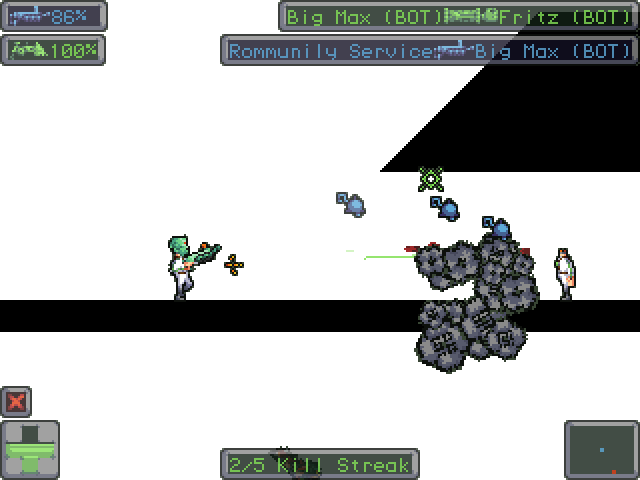 86%
Big Max (BOT) Fritz (BOT)
100%
Rommunily Service Big Max (BOT)
2/5 Kill Streak